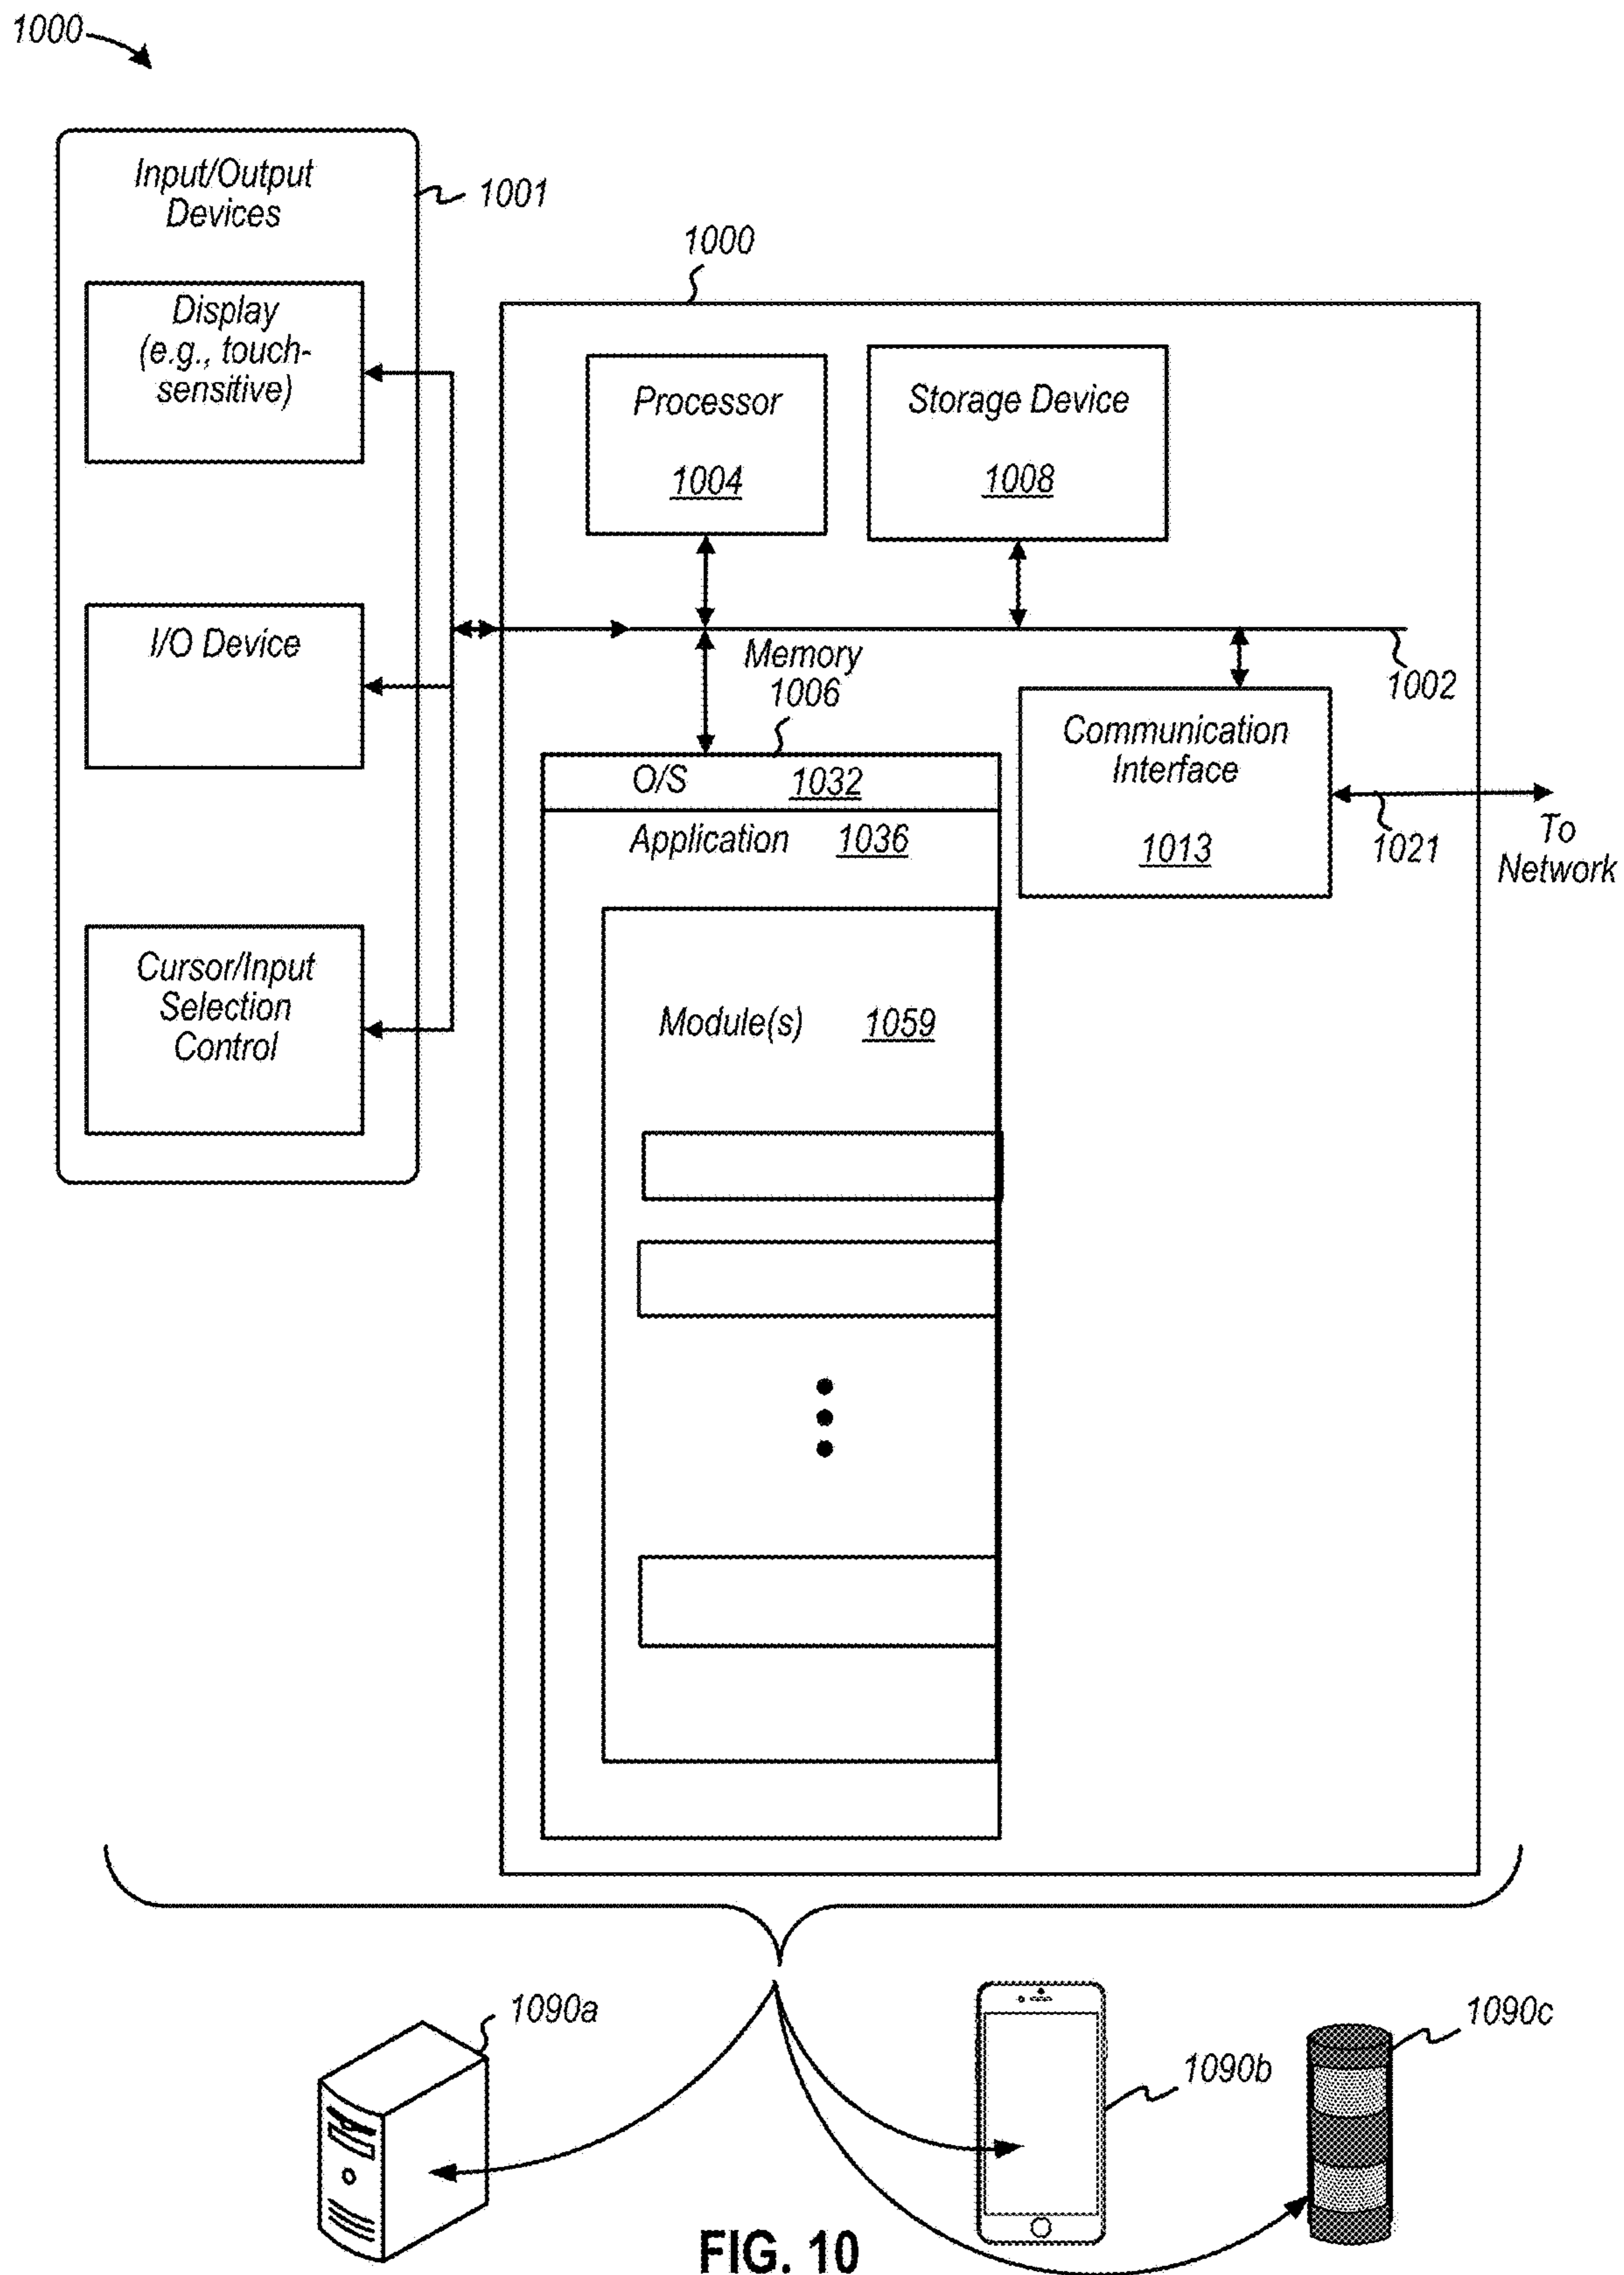 1000
Input/Output
Devices
1001
Display
(e.g., touch-
sensitive)
I/O Device
Cursor/Input
Selection
Control
1000
Processor
1004
Storage Device
1008
Memory
1006
1002
O/S 1032
Application 1036
Module(s) 1059
Communication
Interface
1013
1021
To
Network
1090a
1090b
1090c
FIG. 10